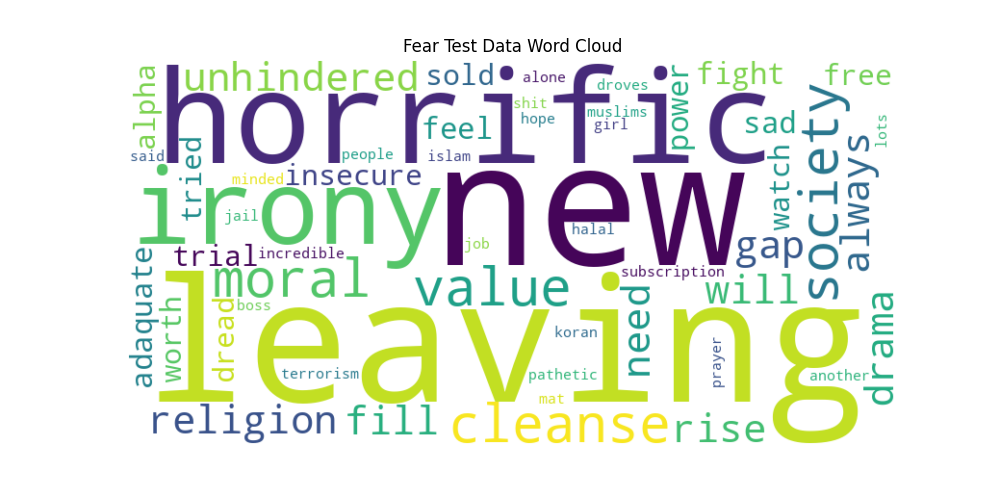 Fear Test Data Word Cloud
alpha
horrific
unhindered
sold
alone
droves
power
fight
free
shit
hope
muslims
girl
feel
sad
society
always
lots
said
tried
people
islam
minded
insecure
irony
new
watch
jail
job
halal
trial
incredible
gap
subscription
adaquate
moral
value
need
will
leaving
worth
boss
dread
koran
prayer
drama
terrorism
pathetic
another
mat
religion
fill
cleanse
rise